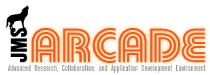 JMS ARCADE
Advanced Research, Collaboration, and Application Development Environment